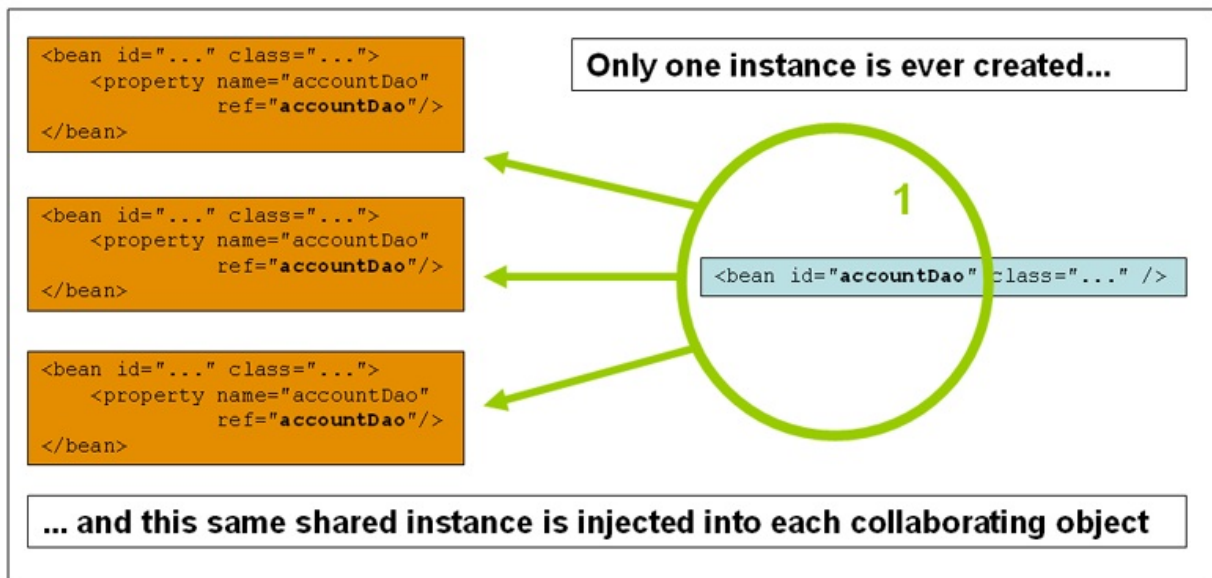 <bean id="..." class="...">
    <property name="accountDao"
              ref="accountDao"/>
</bean>
Only one instance is ever created...
<bean id="..." class="...">
    <property name="accountDao"
              ref="accountDao"/>
</bean>
1
<bean id="accountDao" class="..." />
<bean id="..." class="...">
    <property name="accountDao"
              ref="accountDao"/>
</bean>
... and this same shared instance is injected into each collaborating object